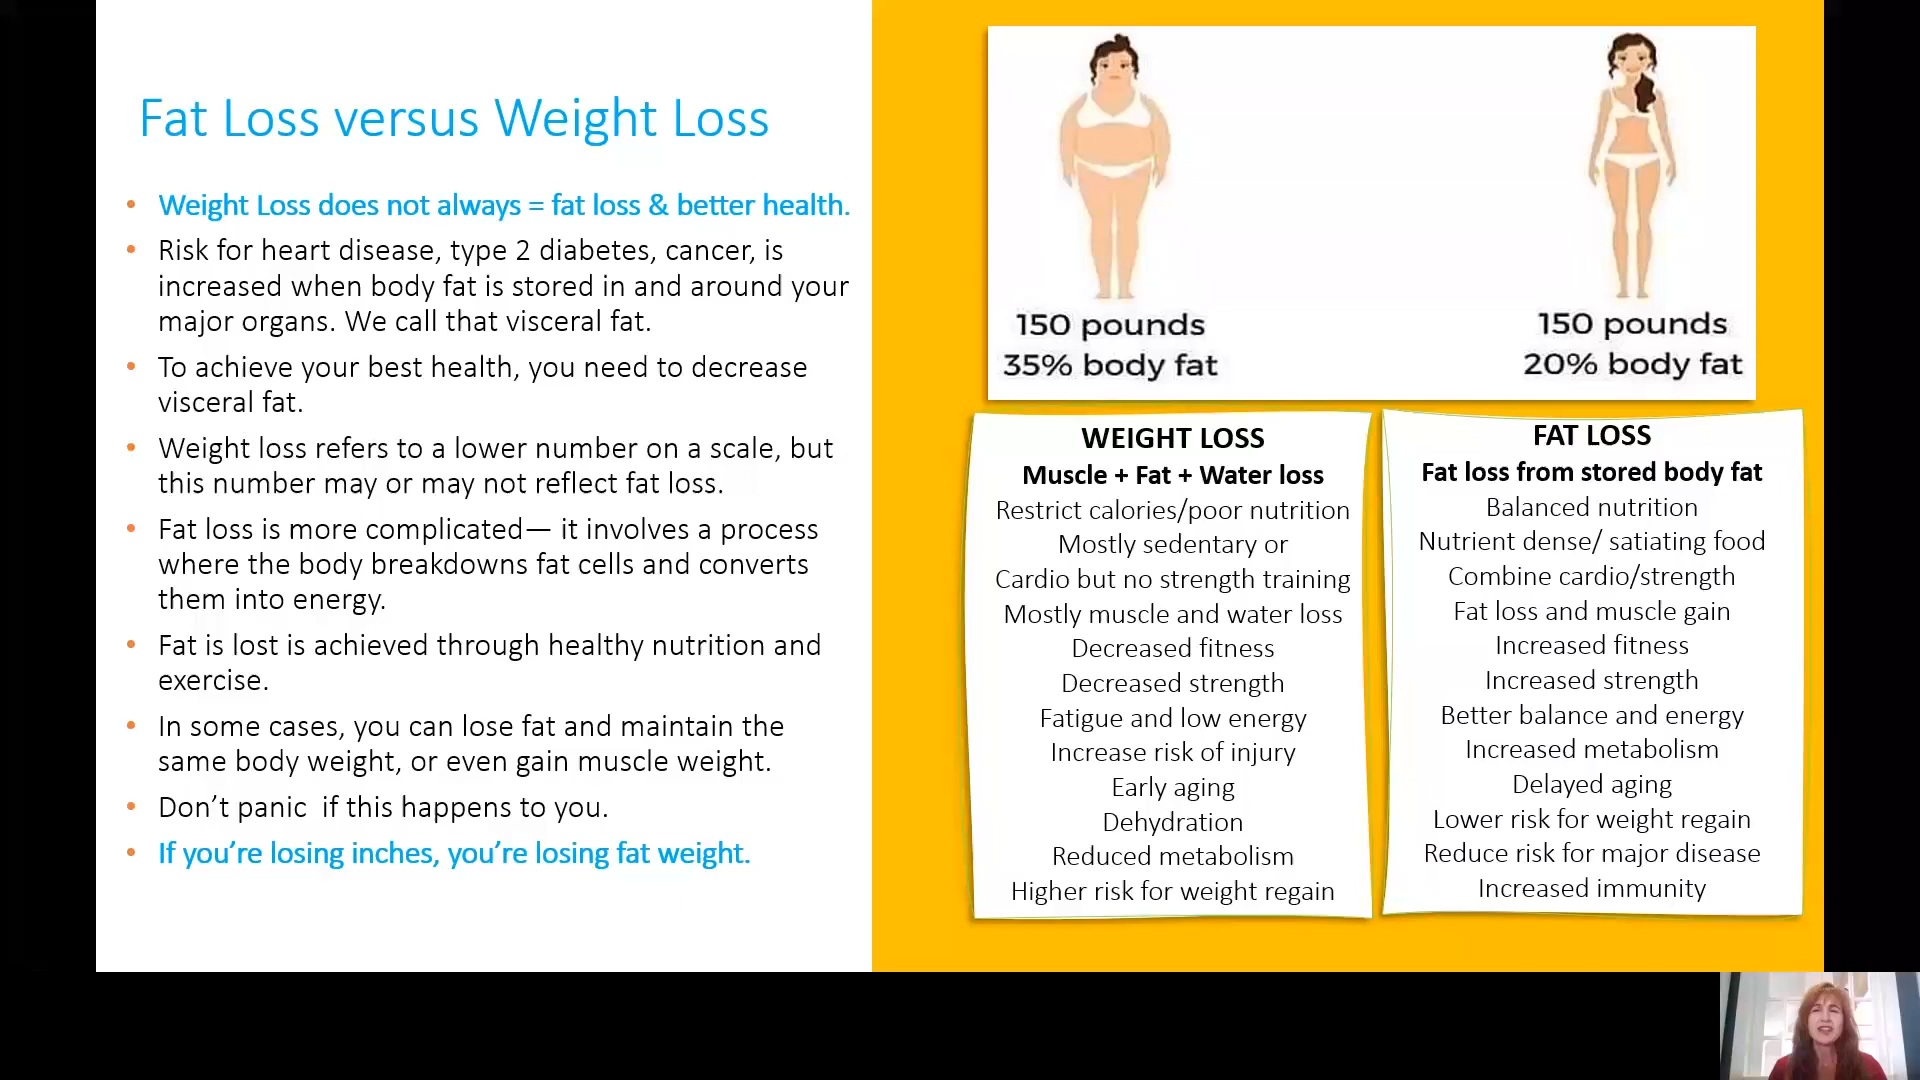 Fat Loss versus Weight Loss
• Weight Loss does not always = fat loss & better health.
• Risk for heart disease, type 2 diabetes, cancer, is
increased when body fat is stored in and around your
major organs. We call that visceral fat.
• To achieve your best health, you need to decrease
visceral fat.
• Weight loss refers to a lower number on a scale, but
this number may or may not reflect fat loss.
• Fat loss is more complicated— it involves a process
where the body breakdowns fat cells and converts
them into energy.
• Fat is lost is achieved through healthy nutrition and
exercise.
• In some cases, you can lose fat and maintain the
same body weight, or even gain muscle weight.
• Don’t panic  if this happens to you.
• If you’re losing inches, you’re losing fat weight.
150 pounds
35% body fat
150 pounds
20% body fat
WEIGHT LOSS
Muscle + Fat + Water loss
Restrict calories/poor nutrition
Mostly sedentary or
Cardio but no strength training
Mostly muscle and water loss
Decreased fitness
Decreased strength
Fatigue and low energy
Increase risk of injury
Early aging
Dehydration
Reduced metabolism
Higher risk for weight regain
FAT LOSS
Fat loss from stored body fat
Balanced nutrition
Nutrient dense/ satiating food
Combine cardio/strength
Fat loss and muscle gain
Increased fitness
Increased strength
Better balance and energy
Increased metabolism
Delayed aging
Lower risk for weight regain
Reduce risk for major disease
Increased immunity